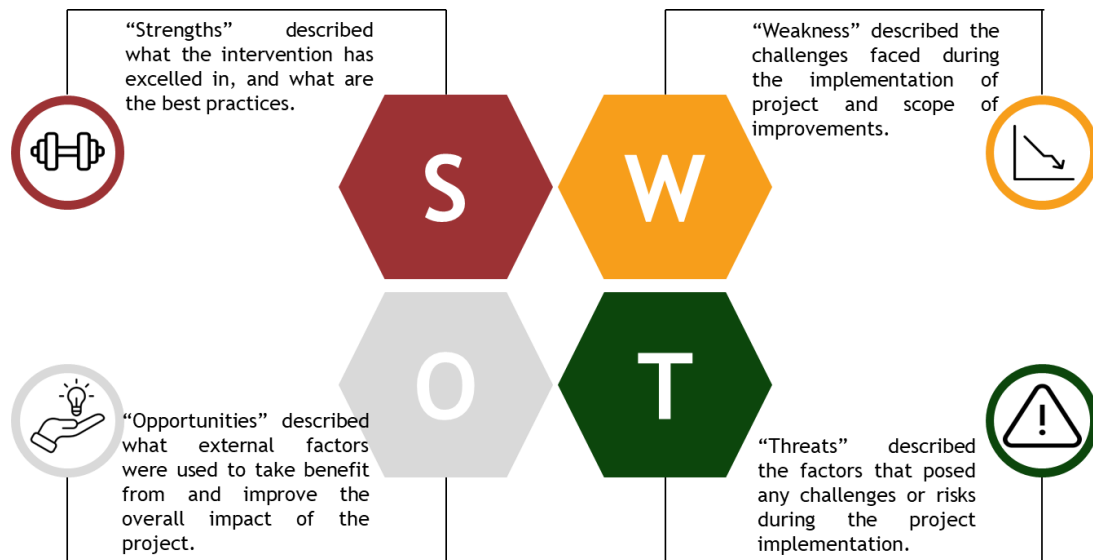 “Strengths” described
what the intervention has
excelled in, and what are
the best practices.
“Weakness” described the
challenges faced during
the implementation of
project and scope of
improvements.
S
W
O
T
“Opportunities” described
what external factors
were used to take benefit
from and improve the
overall impact of the
project.
“Threats” described
the factors that posed
any challenges or risks
during the project
implementation.